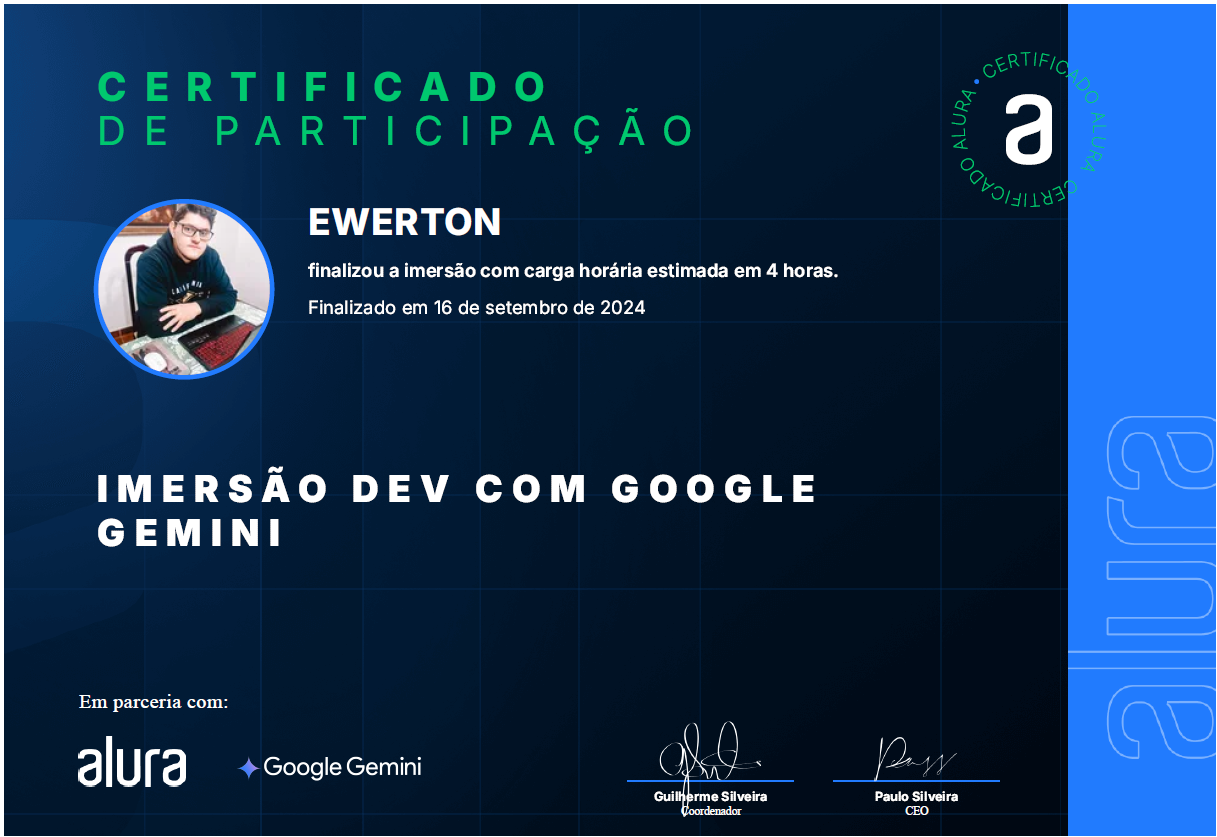 CERTIFICADO
DE PARTICIPAÇÃO
CERTIFICADO ALURA CERTIFICADO ALURA
a
EWERTON
finalizou a imersão com carga horária estimada em 4 horas.
Finalizado em 16 de setembro de 2024
IMERSÃO DEV COM GOOGLE
GEMINI
Em parceria com:
alura
Google Gemini
Guilherme Silveira
Coordenador
Paulo Silveira
CEO
alura